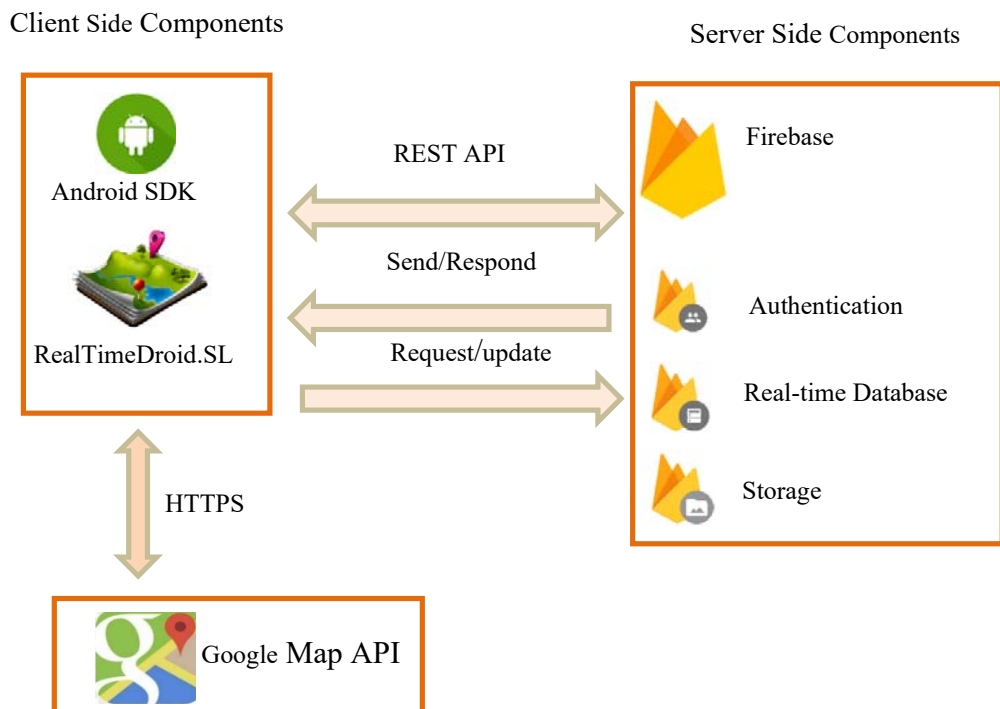 Client Side Components
Server Side Components
Android SDK
RealTimeDroid.SL
REST API
Send/Respond
Request/update
Firebase
Authentication
Real-time Database
Storage
HTTPS
Google Map API